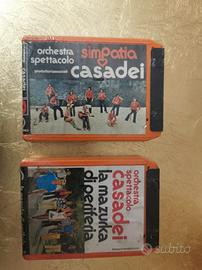 orchestra
spettacolo
simpatia
casadei
orchestra
spettacolo
casadei
la mazurka
di periferia
subito